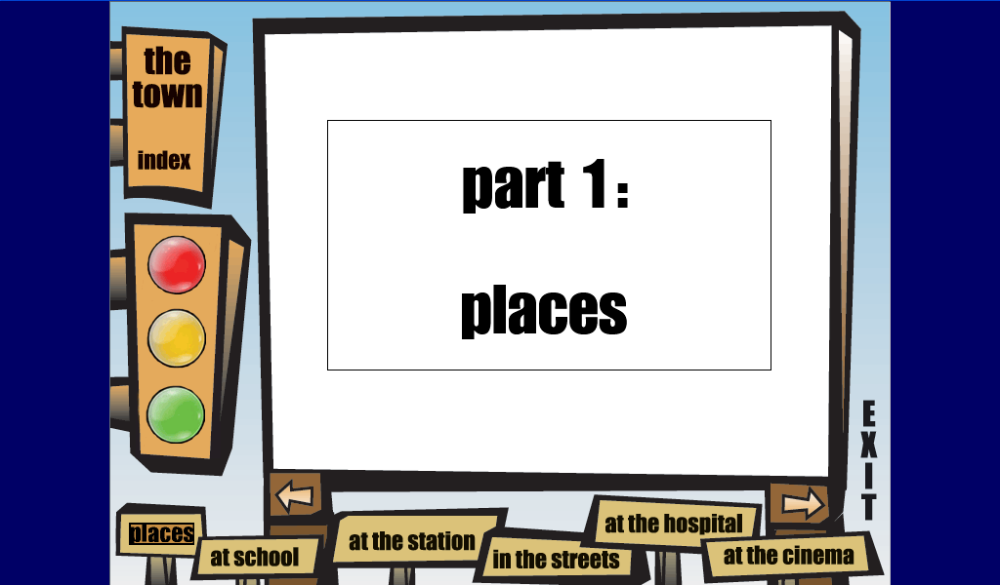 the
town
index
part 1:
places
E
X
I
T
places
at school
at the station
in the streets
at the hospital
at the cinema